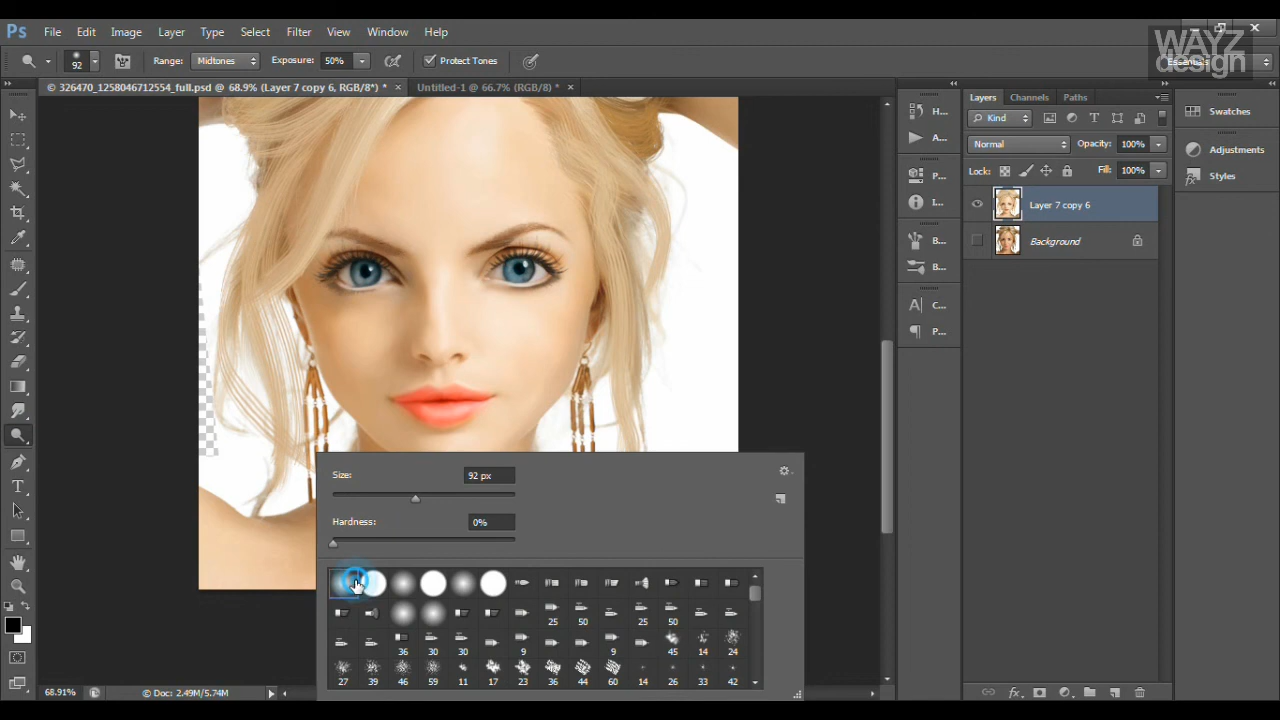 Ps File Edit Image Layer Type Select Filter View Window Help
WAYZ
design
92 Range: Midtones Exposure: 50% Protect Tones Essentials
© 326470_1258046712554_full.psd @ 68.9% (Layer 7 copy 6, RGB/8*) * × Untitled-1 @ 66.7% (RGB/8) * ×
Layers Channels Paths
H...
Swatches
Kind
A...
Normal Opacity: 100%
Adjustments
Lock: Fill: 100%
P...
Styles
I...
Layer 7 copy 6
B...
Background
B...
C...
P...
Size: 92 px
Hardness: 0%
25 50 25 50
36 30 30 9 9 45 14 24
27 39 46 59 11 17 23 36 44 60 14 26 33 42
68.91% Doc: 2.49M/5.74M
fx